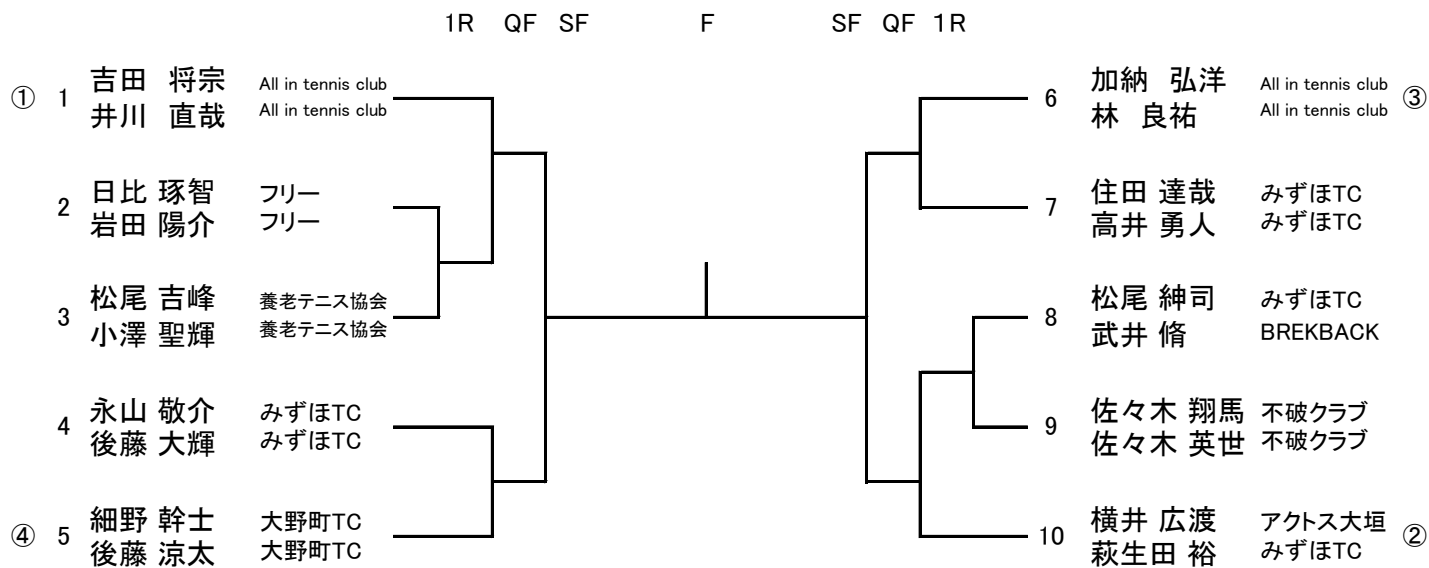 1R QF SF F SF QF 1R
① 1 吉田 将宗 All in tennis club
井川 直哉 All in tennis club
2 日比 琢智 フリー
岩田 陽介 フリー
3 松尾 吉峰 養老テニス協会
小澤 聖輝 養老テニス協会
4 永山 敬介 みずほTC
後藤 大輝 みずほTC
④ 5 細野 幹士 大野町TC
後藤 涼太 大野町TC
6 加納 弘洋 All in tennis club ③
林 良祐 All in tennis club
7 住田 達哉 みずほTC
高井 勇人 みずほTC
8 松尾 紳司 みずほTC
武井 脩 BREKBACK
9 佐々木 翔馬 不破クラブ
佐々木 英世 不破クラブ
10 横井 広渡 アクトス大垣 ②
萩生田 裕 みずほTC